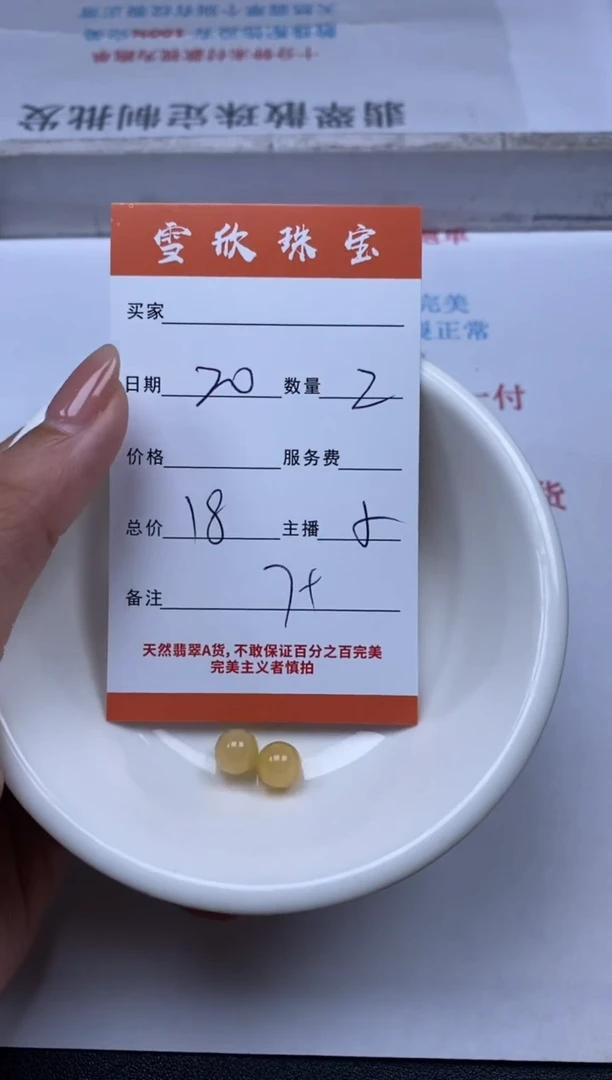 翡翠散珠定制批发
雪欣珠宝
买家
日期 20 数量 2
价格 服务费
总价 18 主播
备注 7+
天然翡翠A货,不敢保证百分之百完美
完美主义者慎拍
完美
正常
一付
货